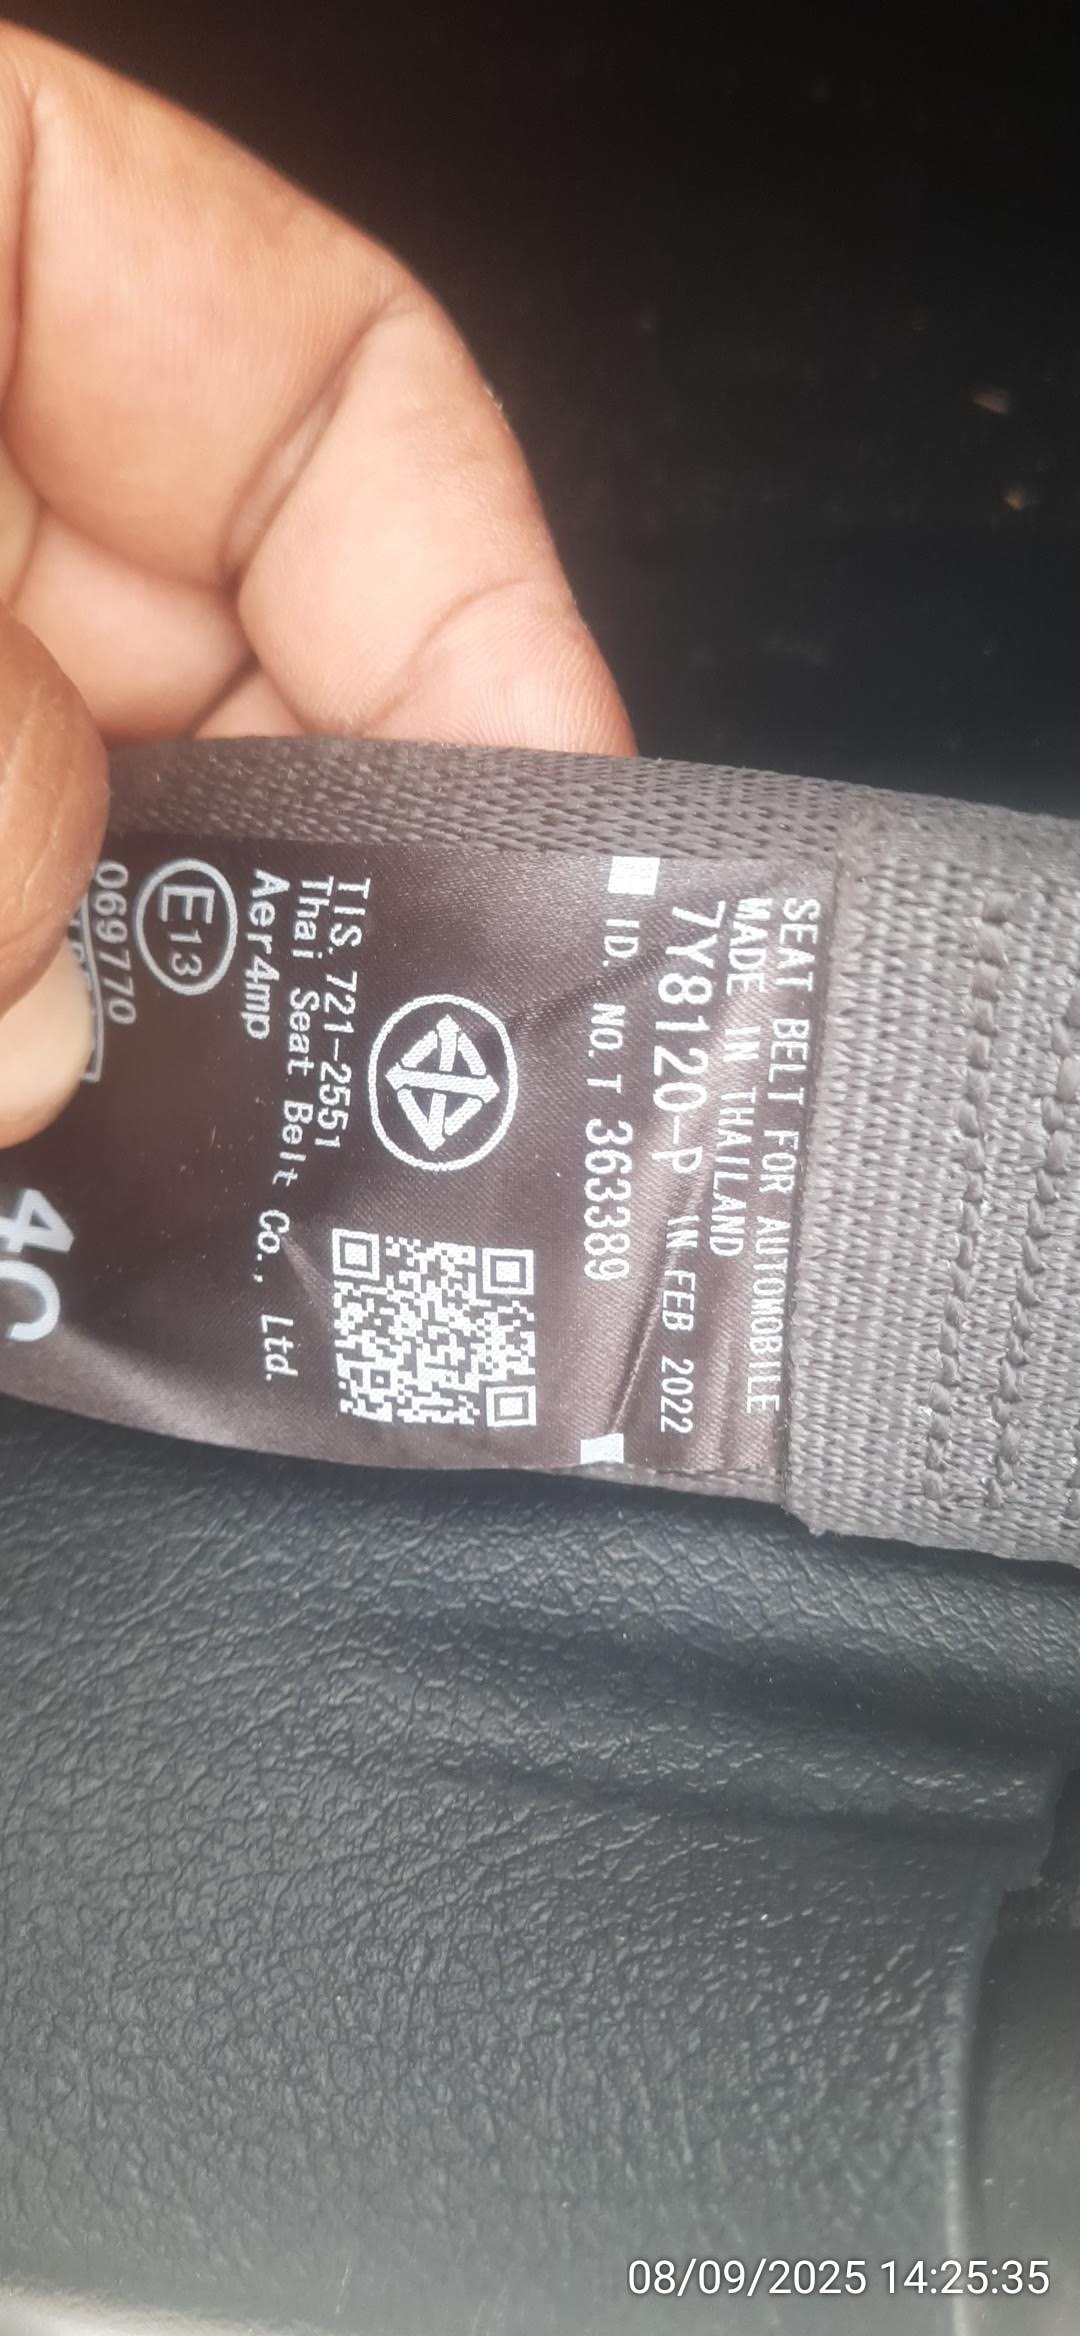 SEAT BELT FOR AUTOMOBILE
MADE IN THAILAND
7Y8120-P IN FEB 2022
ID. NO. T 363389
TIS. 721-2551
Thai Seat Belt Co., Ltd.
Aer4mp
E13
069770
4C
08/09/2025 14:25:35